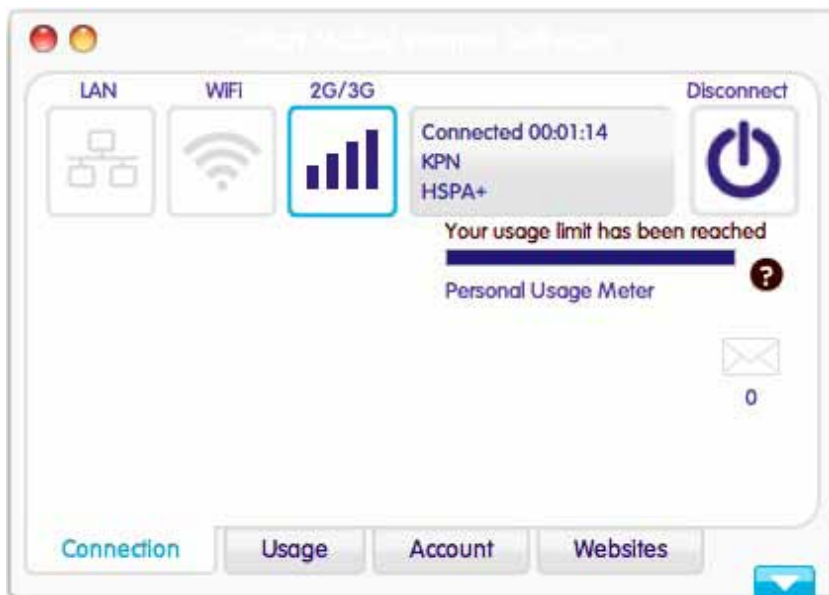 LAN WiFi 2G/3G Disconnect
Connected 00:01:14
KPN
HSPA+
Your usage limit has been reached
?
Personal Usage Meter
0
Connection Usage Account Websites